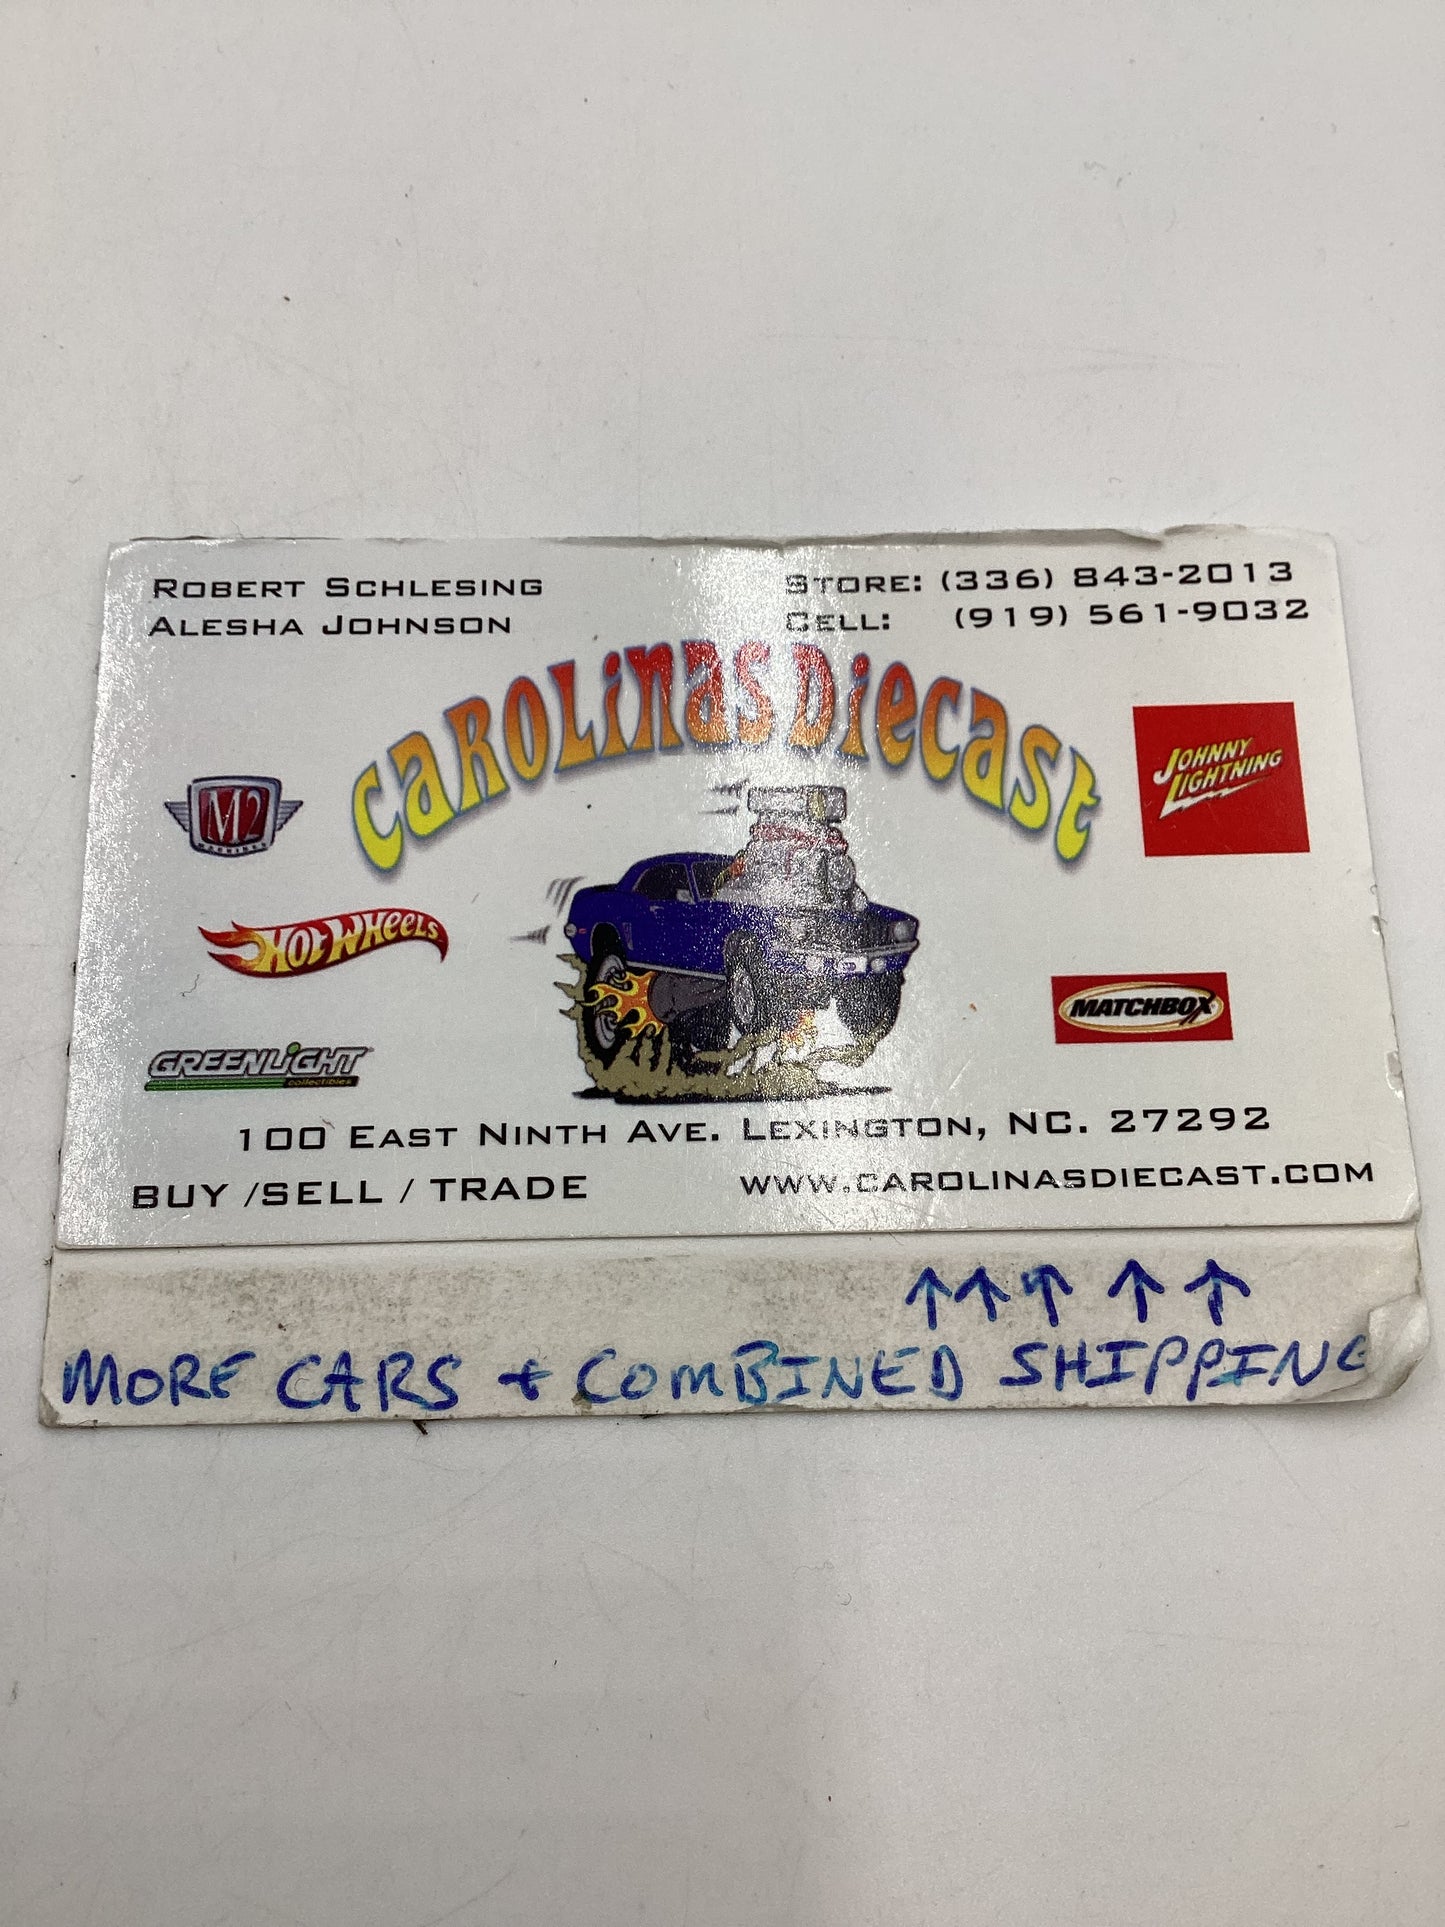 ROBERT SCHLESING
ALESHA JOHNSON
STORE: (336) 843-2013
CELL: (919) 561-9032
CAROLINAS DIECAST
M2
MACHINES
JOHNNY
LIGHTNING
HOT WHEELS
MATCHBOX
GREENLIGHT
collectibles
100 EAST NINTH AVE. LEXINGTON, NC. 27292
BUY /SELL / TRADE
WWW.CAROLINASDIECAST.COM
↑ ↑ ↑ ↑ ↑
MORE CARS + COMBINED SHIPPING